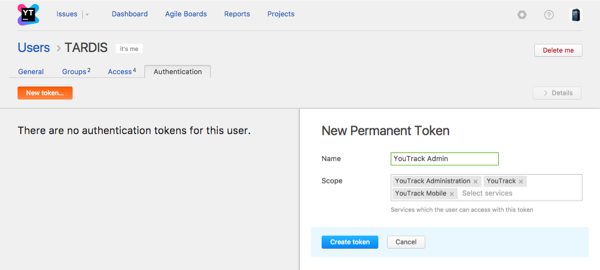 YT
Issues
Dashboard
Agile Boards
Reports
Projects
Users > TARDIS it's me
Delete me
General
Groups 2
Access 4
Authentication
New token...
> Details
There are no authentication tokens for this user.
New Permanent Token
Name
YouTrack Admin
Scope
YouTrack Administration × YouTrack ×
YouTrack Mobile × Select services
Services which the user can access with this token
Create token
Cancel